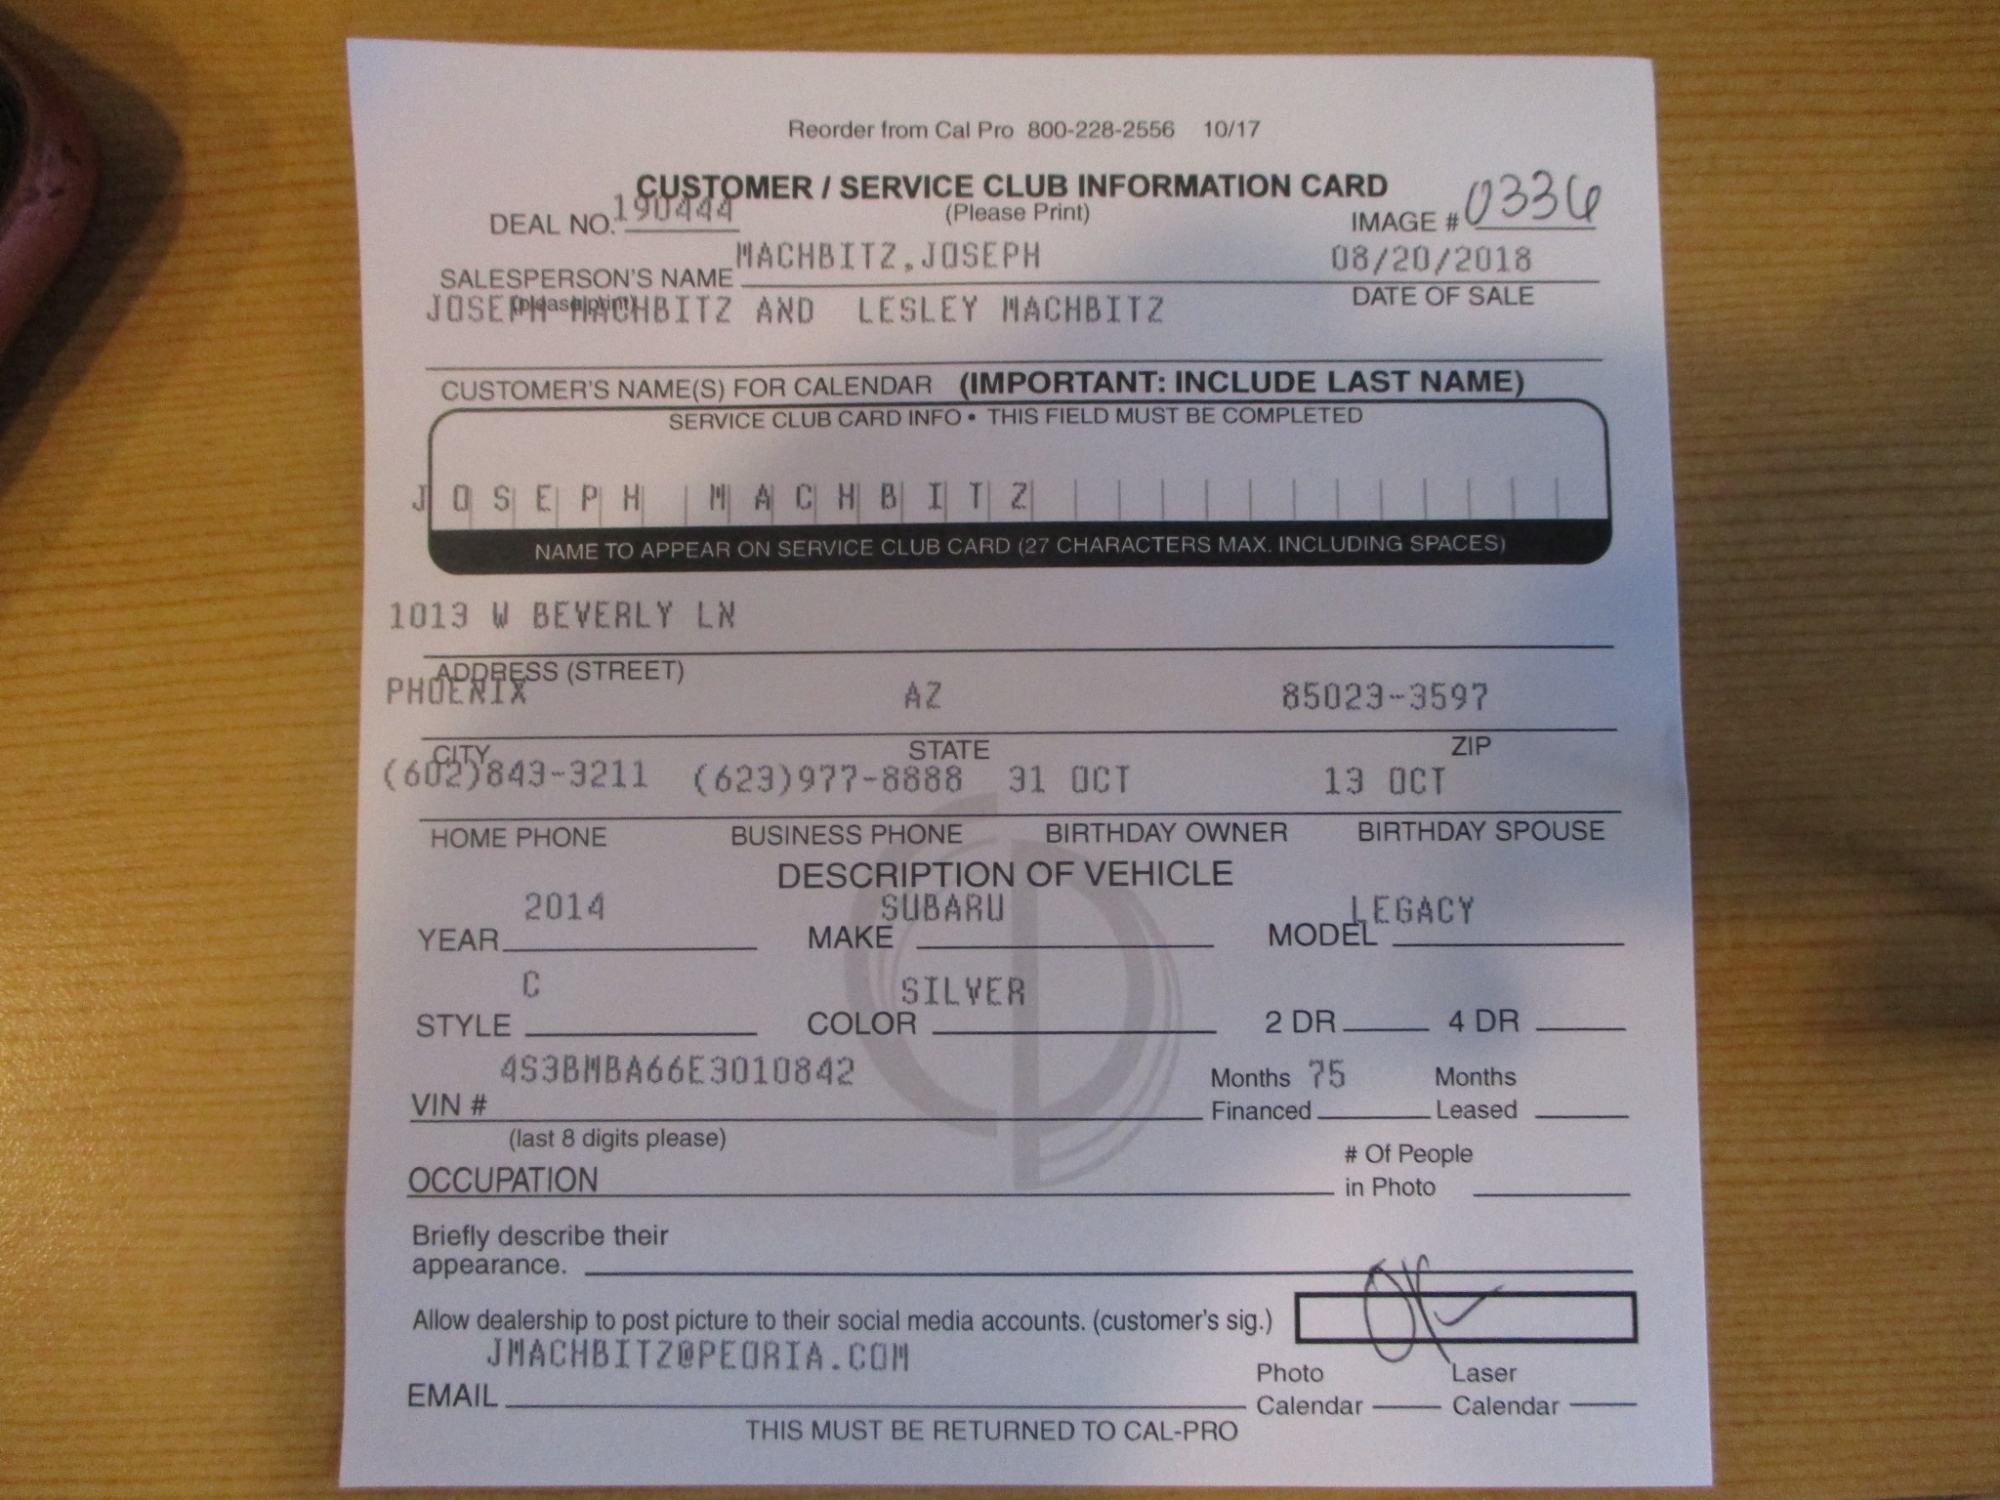 Reorder from Cal Pro 800-228-2556 10/17
CUSTOMER / SERVICE CLUB INFORMATION CARD
(Please Print)
DEAL NO. 190444
IMAGE # 0336
MACHBITZ,JOSEPH 08/20/2018
SALESPERSON'S NAME DATE OF SALE
(please print)
JOSEPH MACHBITZ AND LESLEY MACHBITZ
CUSTOMER'S NAME(S) FOR CALENDAR (IMPORTANT: INCLUDE LAST NAME)
SERVICE CLUB CARD INFO • THIS FIELD MUST BE COMPLETED
JOSEPH MACHBITZ
NAME TO APPEAR ON SERVICE CLUB CARD (27 CHARACTERS MAX. INCLUDING SPACES)
1013 W BEVERLY LN
ADDRESS (STREET)
PHOENIX AZ 85023-3597
CITY STATE ZIP
(602)843-3211 (623)977-8888 31 OCT 13 OCT
HOME PHONE BUSINESS PHONE BIRTHDAY OWNER BIRTHDAY SPOUSE
DESCRIPTION OF VEHICLE
2014 SUBARU LEGACY
YEAR MAKE MODEL
C SILVER
STYLE COLOR 2 DR 4 DR
4S3BMBA66E3010842 Months 75 Months
VIN # Financed Leased
(last 8 digits please)
# Of People
OCCUPATION in Photo
Briefly describe their
appearance.
Allow dealership to post picture to their social media accounts. (customer's sig.) OK
JMACHBITZ@PEORIA.COM
Photo Laser
EMAIL Calendar Calendar
THIS MUST BE RETURNED TO CAL-PRO